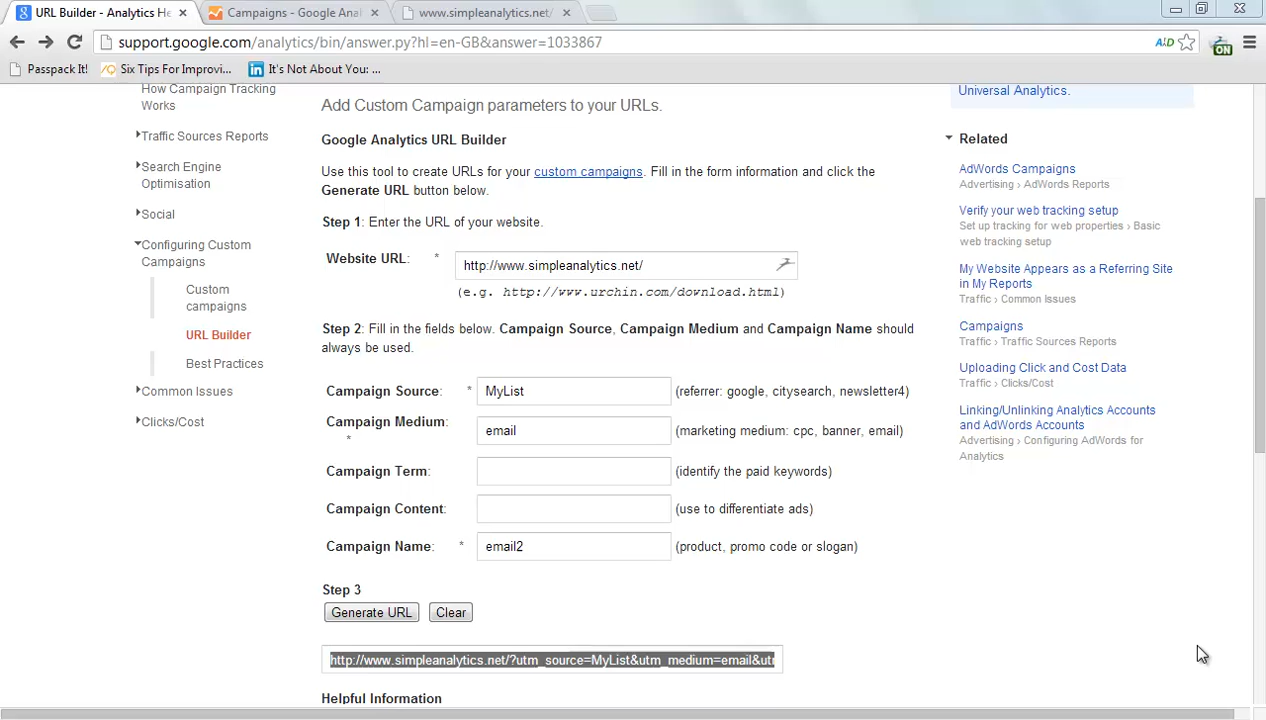 URL Builder - Analytics He
Campaigns - Google Anal
www.simpleanalytics.net/
support.google.com/analytics/bin/answer.py?hl=en-GB&answer=1033867
ON
Passpack It!
Six Tips For Improvi...
It's Not About You: ...
How Campaign Tracking
Works
Traffic Sources Reports
Search Engine
Optimisation
Social
Configuring Custom
Campaigns
Custom
campaigns
URL Builder
Best Practices
Common Issues
Clicks/Cost
Add Custom Campaign parameters to your URLs.
Google Analytics URL Builder
Use this tool to create URLs for your custom campaigns. Fill in the form information and click the
Generate URL button below.
Step 1: Enter the URL of your website.
Website URL: * http://www.simpleanalytics.net/
(e.g. http://www.urchin.com/download.html)
Step 2: Fill in the fields below. Campaign Source, Campaign Medium and Campaign Name should
always be used.
Campaign Source: * MyList (referrer: google, citysearch, newsletter4)
Campaign Medium: * email (marketing medium: cpc, banner, email)
Campaign Term: (identify the paid keywords)
Campaign Content: (use to differentiate ads)
Campaign Name: * email2 (product, promo code or slogan)
Step 3
Generate URL Clear
http://www.simpleanalytics.net/?utm_source=MyList&utm_medium=email&utm
Helpful Information
Universal Analytics.
Related
AdWords Campaigns
Advertising › AdWords Reports
Verify your web tracking setup
Set up tracking for web properties › Basic
web tracking setup
My Website Appears as a Referring Site
in My Reports
Traffic › Common Issues
Campaigns
Traffic › Traffic Sources Reports
Uploading Click and Cost Data
Traffic › Clicks/Cost
Linking/Unlinking Analytics Accounts
and AdWords Accounts
Advertising › Configuring AdWords for
Analytics